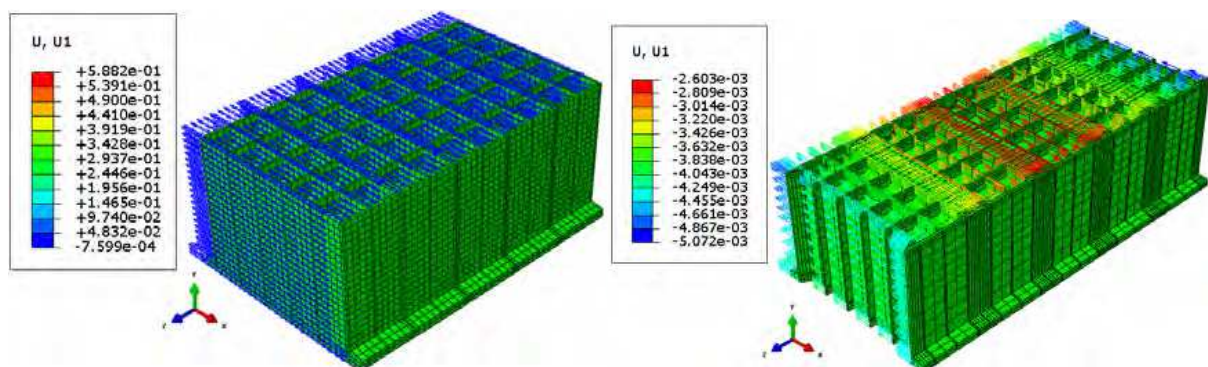 U, U1
+5.882e-01
+5.391e-01
+4.900e-01
+4.410e-01
+3.919e-01
+3.428e-01
+2.937e-01
+2.446e-01
+1.956e-01
+1.465e-01
+9.740e-02
+4.832e-02
-7.599e-04
Y
Z
X
U, U1
-2.603e-03
-2.809e-03
-3.014e-03
-3.220e-03
-3.426e-03
-3.632e-03
-3.838e-03
-4.043e-03
-4.249e-03
-4.455e-03
-4.661e-03
-4.867e-03
-5.072e-03
Y
Z
X